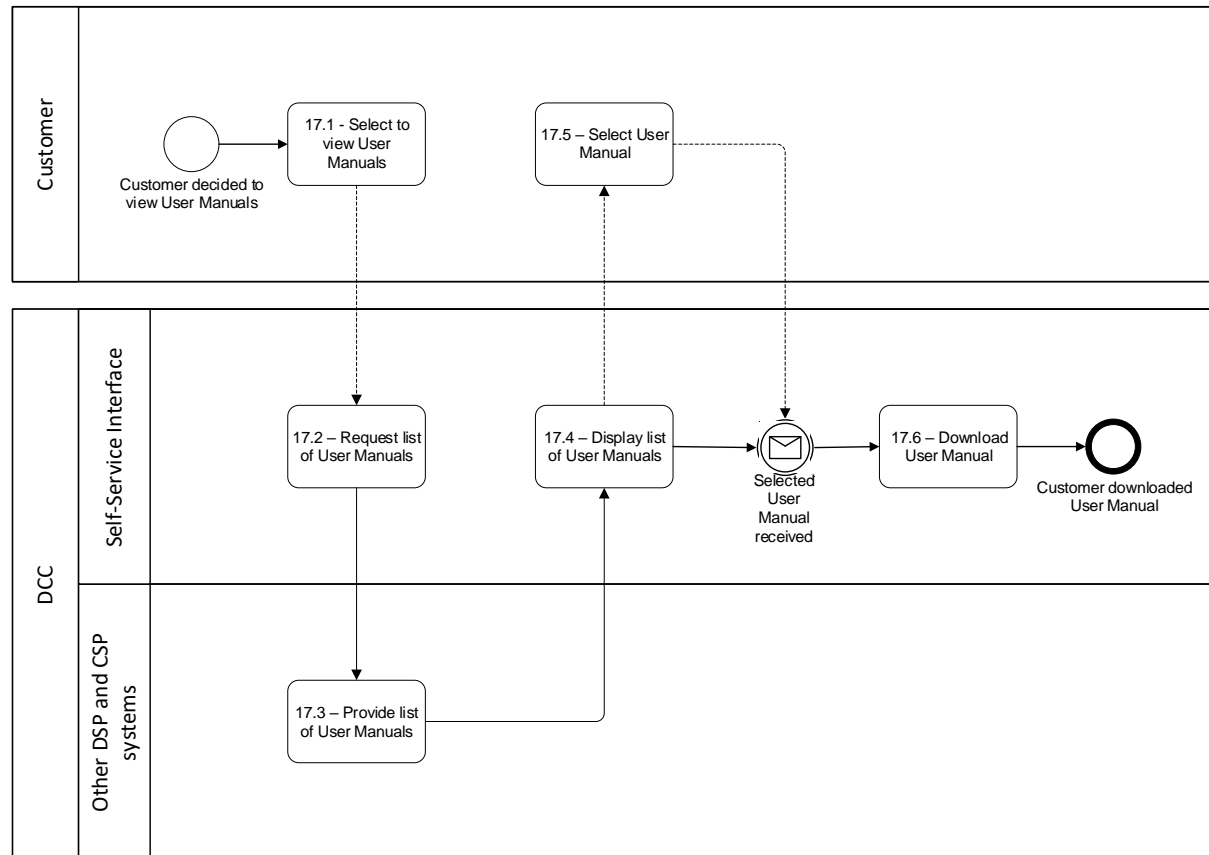 Customer
Customer decided to
view User Manuals
17.1 - Select to
view User
Manuals
17.5 – Select User
Manual
DCC
Self-Service Interface
17.2 – Request list
of User Manuals
17.4 – Display list
of User Manuals
Selected
User
Manual
received
17.6 – Download
User Manual
Customer downloaded
User Manual
Other DSP and CSP
systems
17.3 – Provide list
of User Manuals